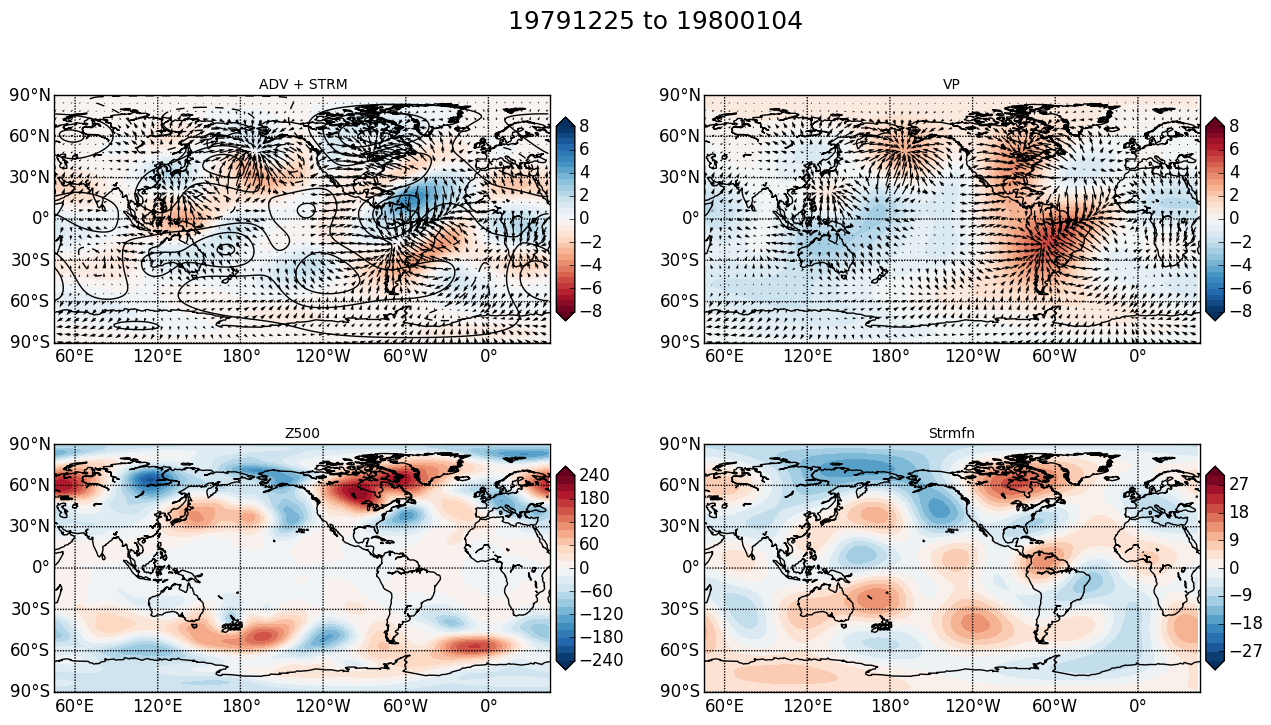 19791225 to 19800104
ADV + STRM
90°N
60°N
30°N
0°
30°S
60°S
90°S
60°E 120°E 180° 120°W 60°W 0°
8
6
4
2
0
−2
−4
−6
−8
VP
90°N
60°N
30°N
0°
30°S
60°S
90°S
60°E 120°E 180° 120°W 60°W 0°
8
6
4
2
0
−2
−4
−6
−8
Z500
90°N
60°N
30°N
0°
30°S
60°S
90°S
60°E 120°E 180° 120°W 60°W 0°
240
180
120
60
0
−60
−120
−180
−240
Strmfn
90°N
60°N
30°N
0°
30°S
60°S
90°S
60°E 120°E 180° 120°W 60°W 0°
27
18
9
0
−9
−18
−27